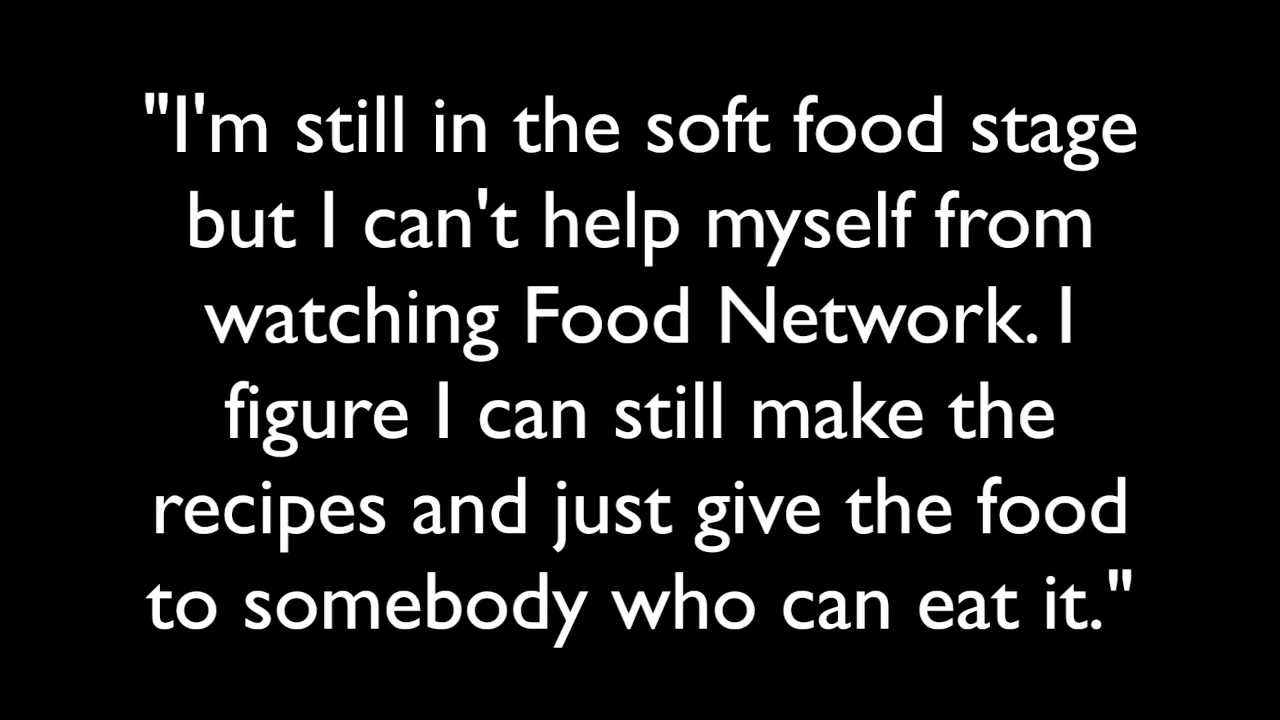 "I'm still in the soft food stage
but I can't help myself from
watching Food Network. I
figure I can still make the
recipes and just give the food
to somebody who can eat it."